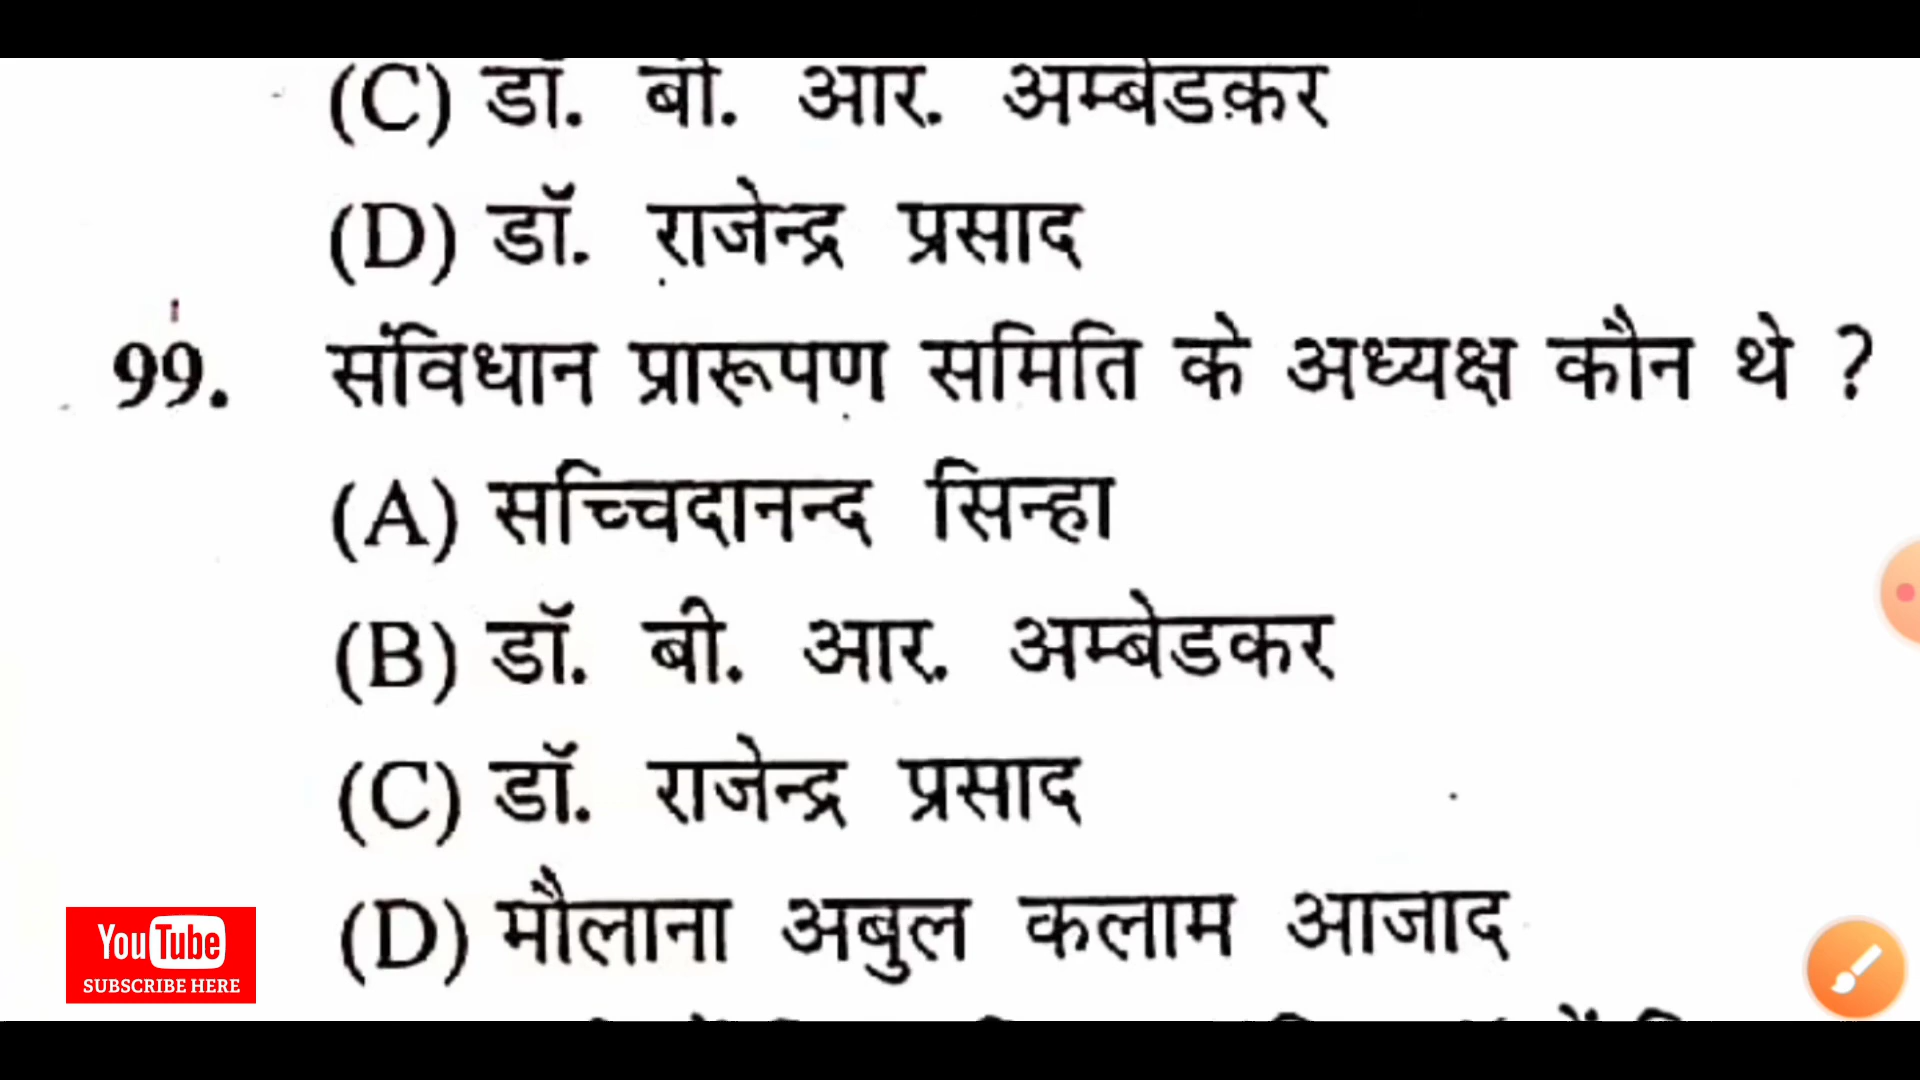 (C) डॉ. बी. आर. अम्बेडकर
(D) डॉ. राजेन्द्र प्रसाद
99. संविधान प्रारूपण समिति के अध्यक्ष कौन थे ?
(A) सच्चिदानन्द सिन्हा
(B) डॉ. बी. आर. अम्बेडकर
(C) डॉ. राजेन्द्र प्रसाद
(D) मौलाना अबुल कलाम आजाद
YouTube
SUBSCRIBE HERE